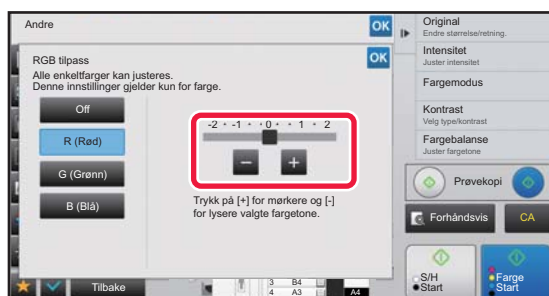 Andre
OK
RGB tilpass
OK
Alle enkeltfarger kan justeres.
Denne innstillinger gjelder kun for farge.
Off
R (Rød)
G (Grønn)
B (Blå)
-2 • -1 • • 0 • • 1 • 2
− +
Trykk på [+] for mørkere og [-]
for lysere valgte fargetone.
Tilbake
3 B4
4 A3
A4
Original
Endre størrelse/retning.
Intensitet
Juster intensitet
Fargemodus
Kontrast
Velg type/kontrast
Fargebalanse
Juster fargetone
Prøvekopi
Forhåndsvis
CA
S/H
Start
Farge
Start